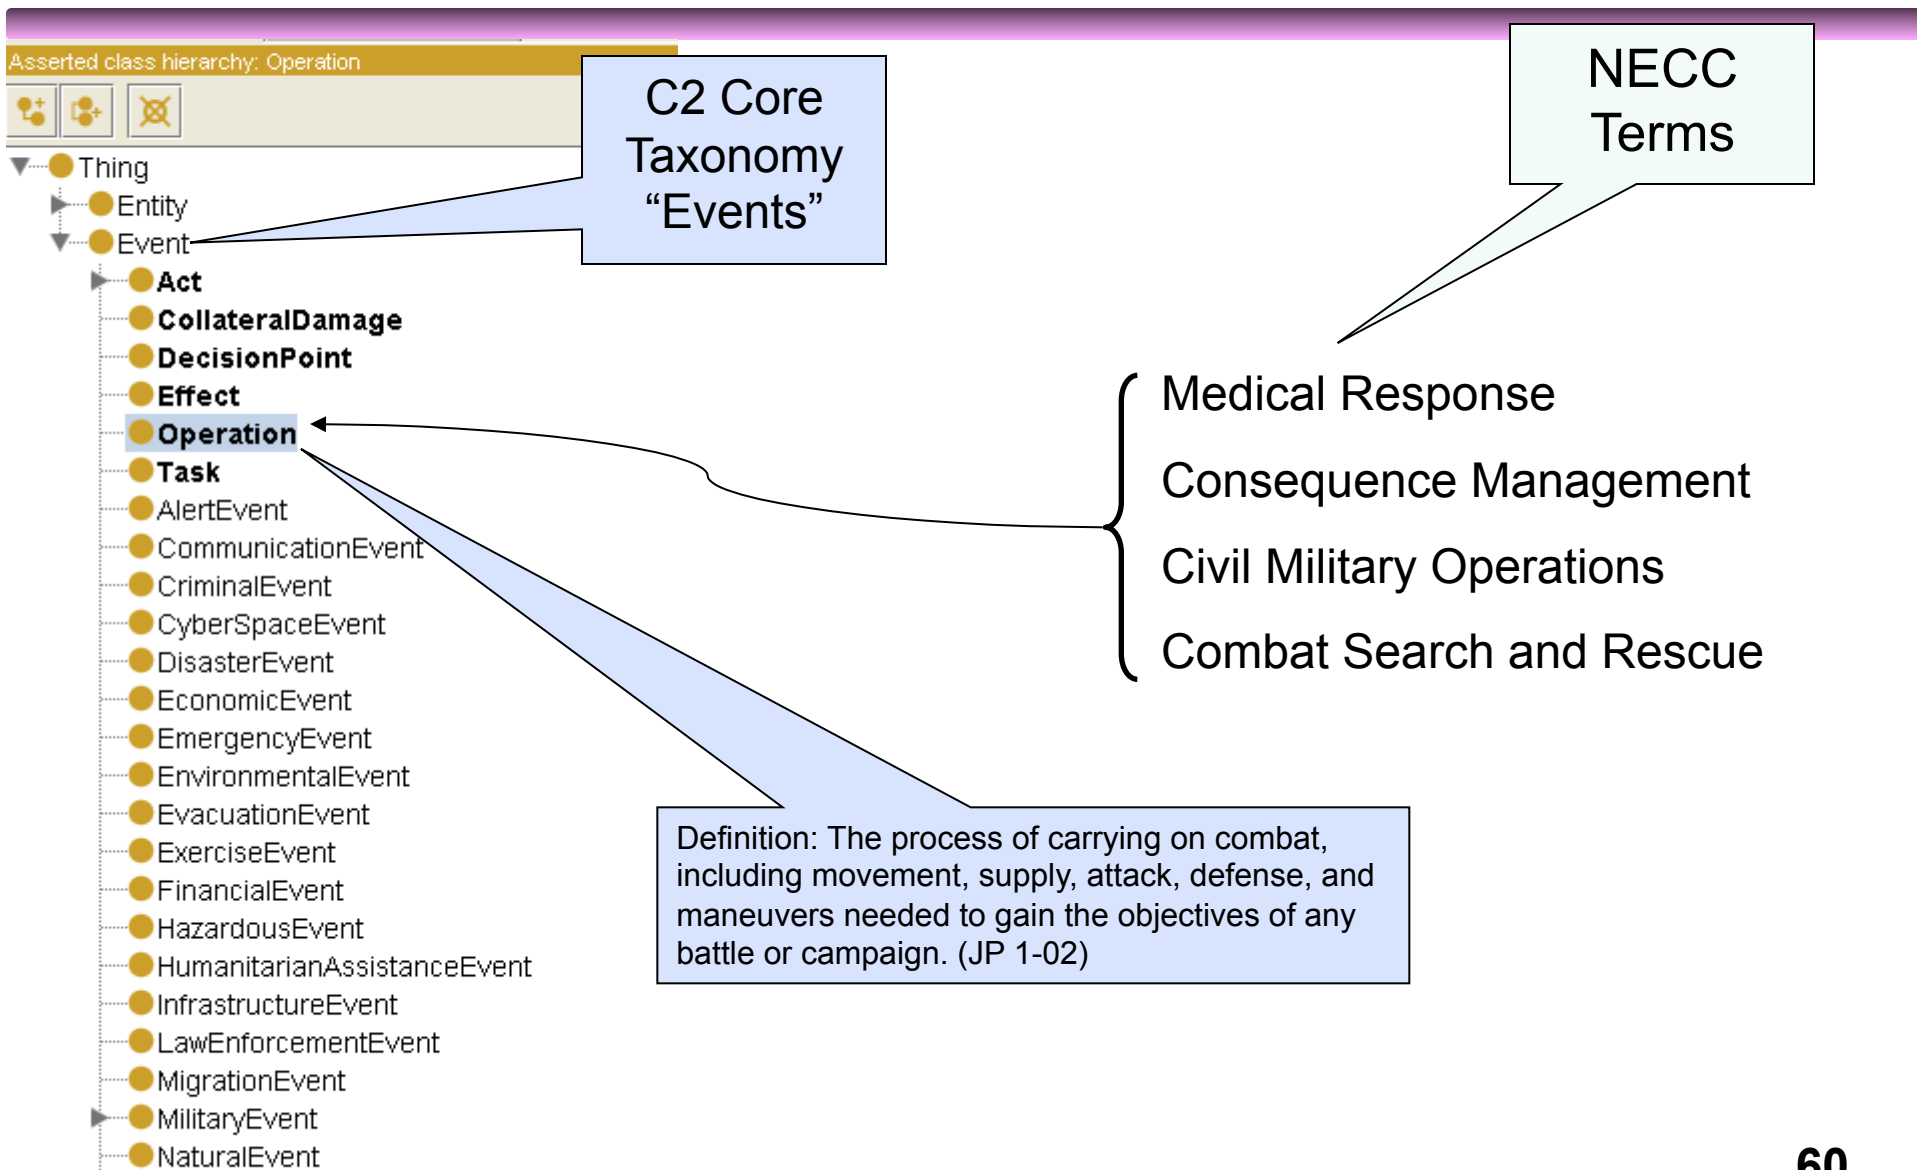 Asserted class hierarchy: Operation
Thing
Entity
Event
Act
CollateralDamage
DecisionPoint
Effect
Operation
Task
AlertEvent
CommunicationEvent
CriminalEvent
CyberSpaceEvent
DisasterEvent
EconomicEvent
EmergencyEvent
EnvironmentalEvent
EvacuationEvent
ExerciseEvent
FinancialEvent
HazardousEvent
HumanitarianAssistanceEvent
InfrastructureEvent
LawEnforcementEvent
MigrationEvent
MilitaryEvent
NaturalEvent
C2 Core
Taxonomy
“Events”
NECC
Terms
Medical Response
Consequence Management
Civil Military Operations
Combat Search and Rescue
Definition: The process of carrying on combat,
including movement, supply, attack, defense, and
maneuvers needed to gain the objectives of any
battle or campaign. (JP 1-02)
60